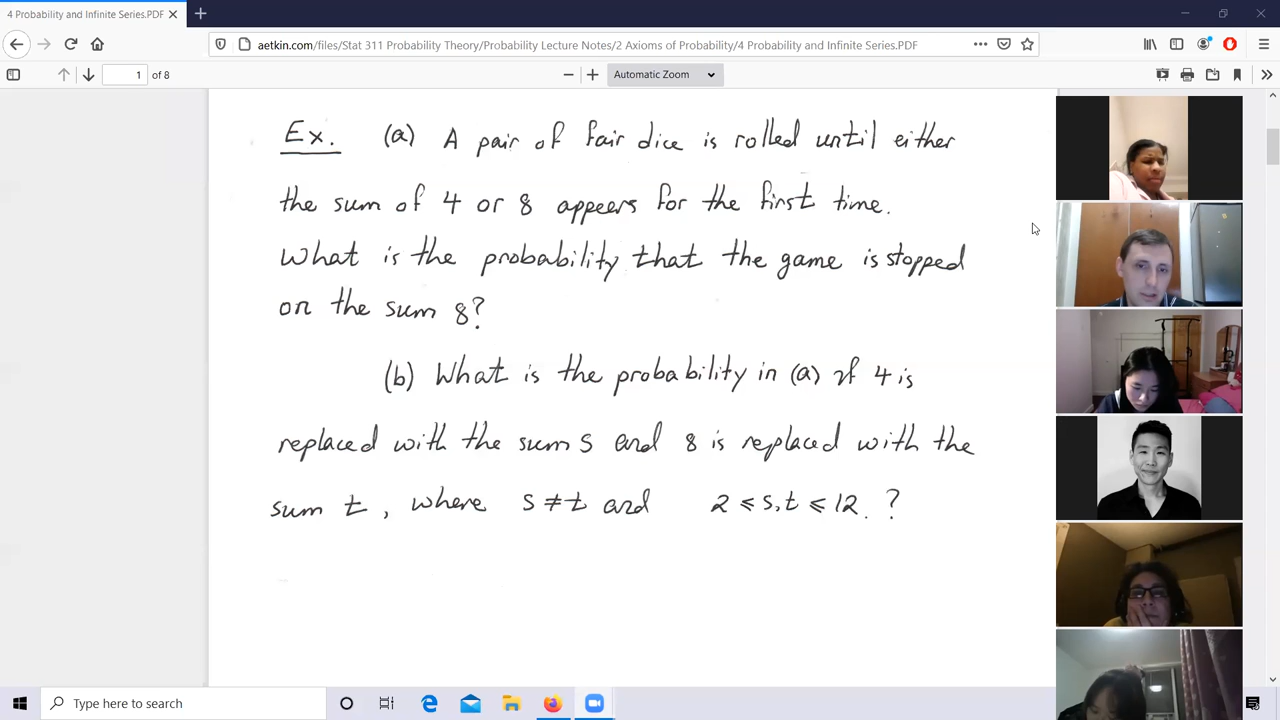 4 Probability and Infinite Series.PDF
aetkin.com/files/Stat 311 Probability Theory/Probability Lecture Notes/2 Axioms of Probability/4 Probability and Infinite Series.PDF
1 of 8
Automatic Zoom
Ex. (a) A pair of fair dice is rolled until either
the sum of 4 or 8 appeers for the first time.
What is the probability that the game is stopped
on the sum 8?
(b) What is the probability in (a) if 4 is
replaced with the sum s and 8 is replaced with the
sum t, where s ≠ t and 2 ⩽ s, t ⩽ 12. ?
Type here to search